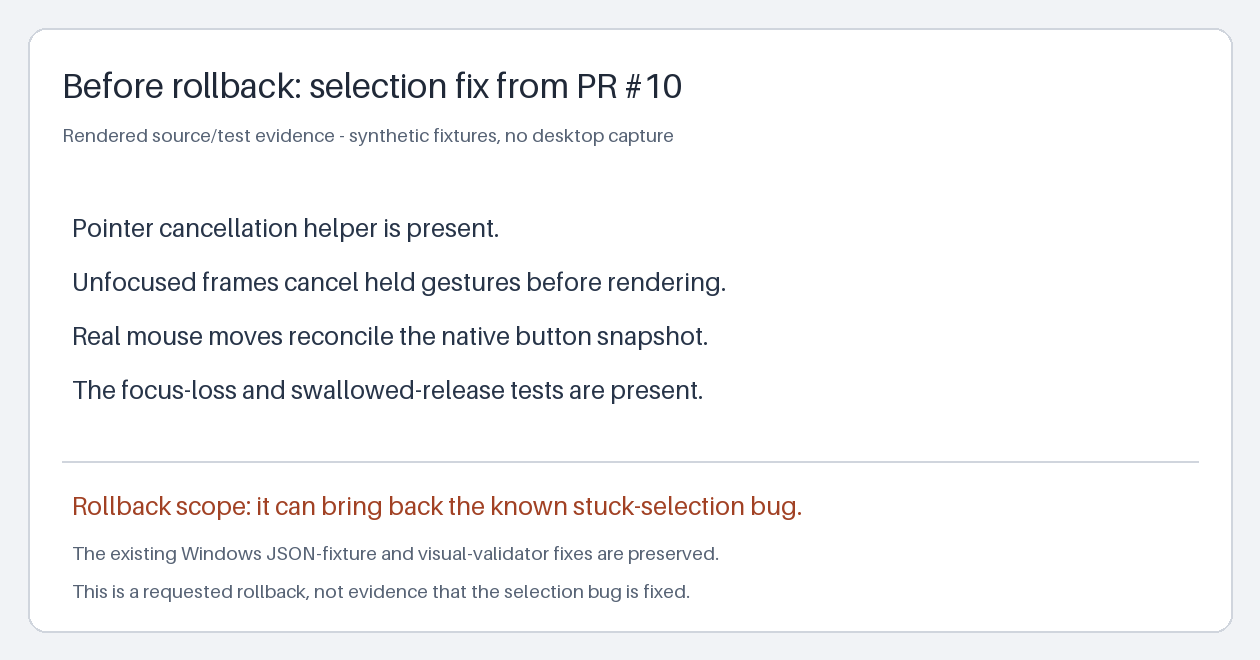 Before rollback: selection fix from PR #10
Rendered source/test evidence - synthetic fixtures, no desktop capture
Pointer cancellation helper is present.
Unfocused frames cancel held gestures before rendering.
Real mouse moves reconcile the native button snapshot.
The focus-loss and swallowed-release tests are present.
Rollback scope: it can bring back the known stuck-selection bug.
The existing Windows JSON-fixture and visual-validator fixes are preserved.
This is a requested rollback, not evidence that the selection bug is fixed.